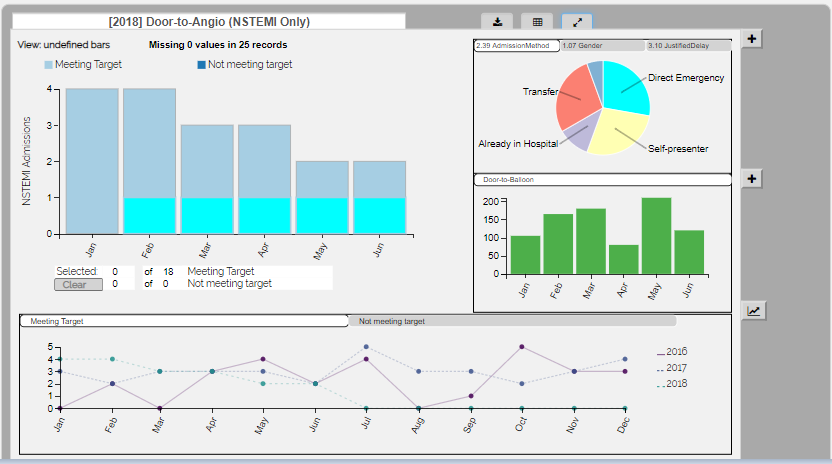 [2018] Door-to-Angio (NSTEMI Only)
View: undefined bars
Missing 0 values in 25 records
Meeting Target
Not meeting target
NSTEMI Admissions
4
3
2
1
0
Jan
Feb
Mar
Apr
May
Jun
Selected: 0 of 18 Meeting Target
Clear 0 of 0 Not meeting target
2.39 AdmissionMethod
1.07 Gender
3.10 JustifiedDelay
Direct Emergency
Transfer
Already in Hospital
Self-presenter
Door-to-Balloon
200
150
100
50
0
Jan
Feb
Mar
Apr
May
Jun
Meeting Target
Not meeting target
5
4
3
2
1
0
Jan
Feb
Mar
Apr
May
Jun
Jul
Aug
Sep
Oct
Nov
Dec
2016
2017
2018